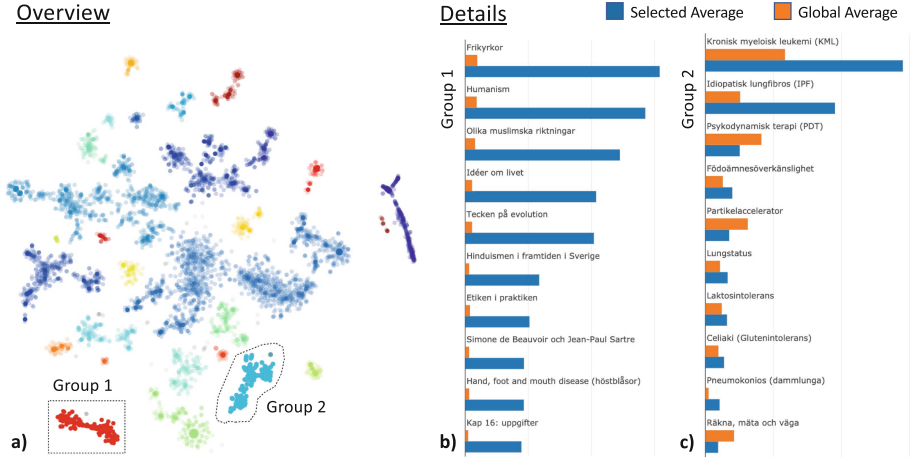 Overview
Details
Selected Average
Global Average
Group 1
Frikyrkor
Humanism
Olika muslimska riktningar
Idéer om livet
Tecken på evolution
Hinduismen i framtiden i Sverige
Etiken i praktiken
Simone de Beauvoir och Jean-Paul Sartre
Hand, foot and mouth disease (höstblåsor)
Kap 16: uppgifter
Group 2
Kronisk myeloisk leukemi (KML)
Idiopatisk lungfibros (IPF)
Psykodynamisk terapi (PDT)
Födoämnesöverkänslighet
Partikelaccelerator
Lungstatus
Laktosintolerans
Celiaki (Glutenintolerans)
Pneumokonios (dammlunga)
Räkna, mäta och väga
Group 1
Group 2
a)
b)
c)